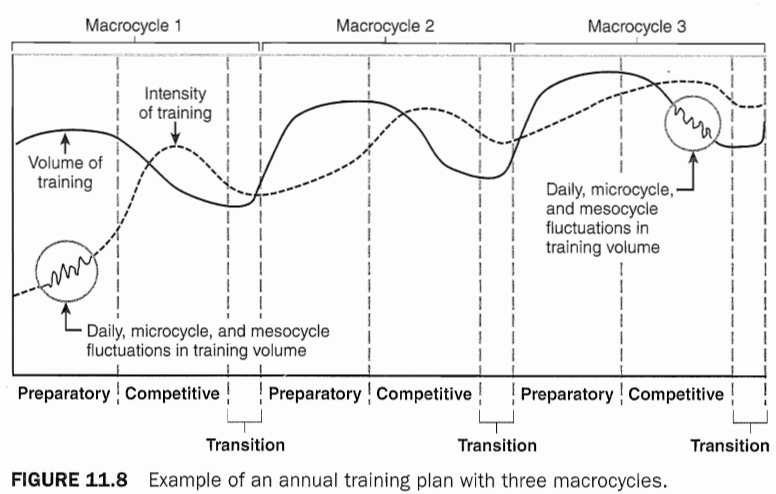 Macrocycle 1
Macrocycle 2
Macrocycle 3
Intensity
of training
Volume of
training
Daily, microcycle,
and mesocycle
fluctuations in
training volume
Daily, microcycle, and mesocycle
fluctuations in training volume
Preparatory Competitive Preparatory Competitive Preparatory Competitive
Transition Transition Transition
FIGURE 11.8 Example of an annual training plan with three macrocycles.